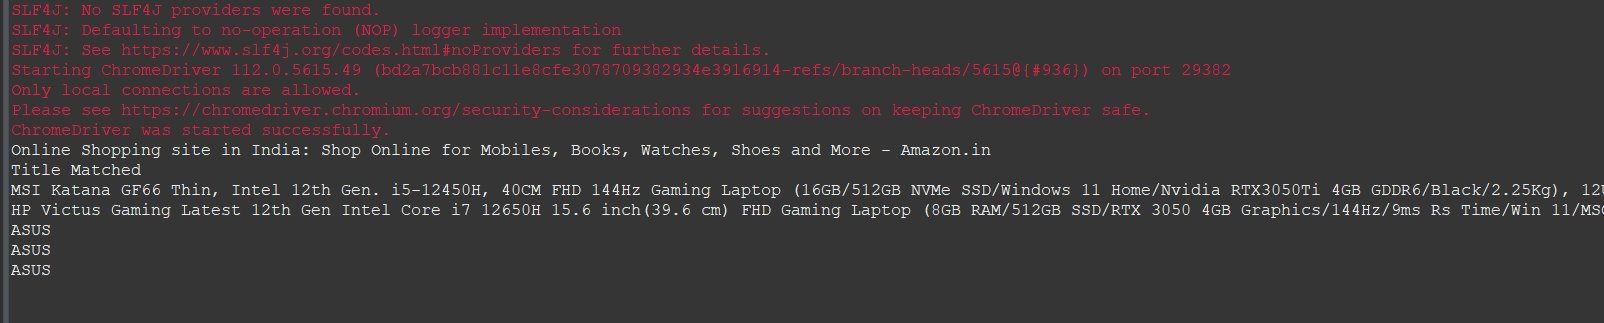 SLF4J: No SLF4J providers were found.
SLF4J: Defaulting to no-operation (NOP) logger implementation
SLF4J: See https://www.slf4j.org/codes.html#noProviders for further details.
Starting ChromeDriver 112.0.5615.49 (bd2a7bcb881c11e8cfe3078709382934e3916914-refs/branch-heads/5615@{#936}) on port 29382
Only local connections are allowed.
Please see https://chromedriver.chromium.org/security-considerations for suggestions on keeping ChromeDriver safe.
ChromeDriver was started successfully.
Online Shopping site in India: Shop Online for Mobiles, Books, Watches, Shoes and More - Amazon.in
Title Matched
MSI Katana GF66 Thin, Intel 12th Gen. i5-12450H, 40CM FHD 144Hz Gaming Laptop (16GB/512GB NVMe SSD/Windows 11 Home/Nvidia RTX3050Ti 4GB GDDR6/Black/2.25Kg),
HP Victus Gaming Latest 12th Gen Intel Core i7 12650H 15.6 inch(39.6 cm) FHD Gaming Laptop (8GB RAM/512GB SSD/RTX 3050 4GB Graphics/144Hz/9ms Rs Time/Win 11/
ASUS
ASUS
ASUS